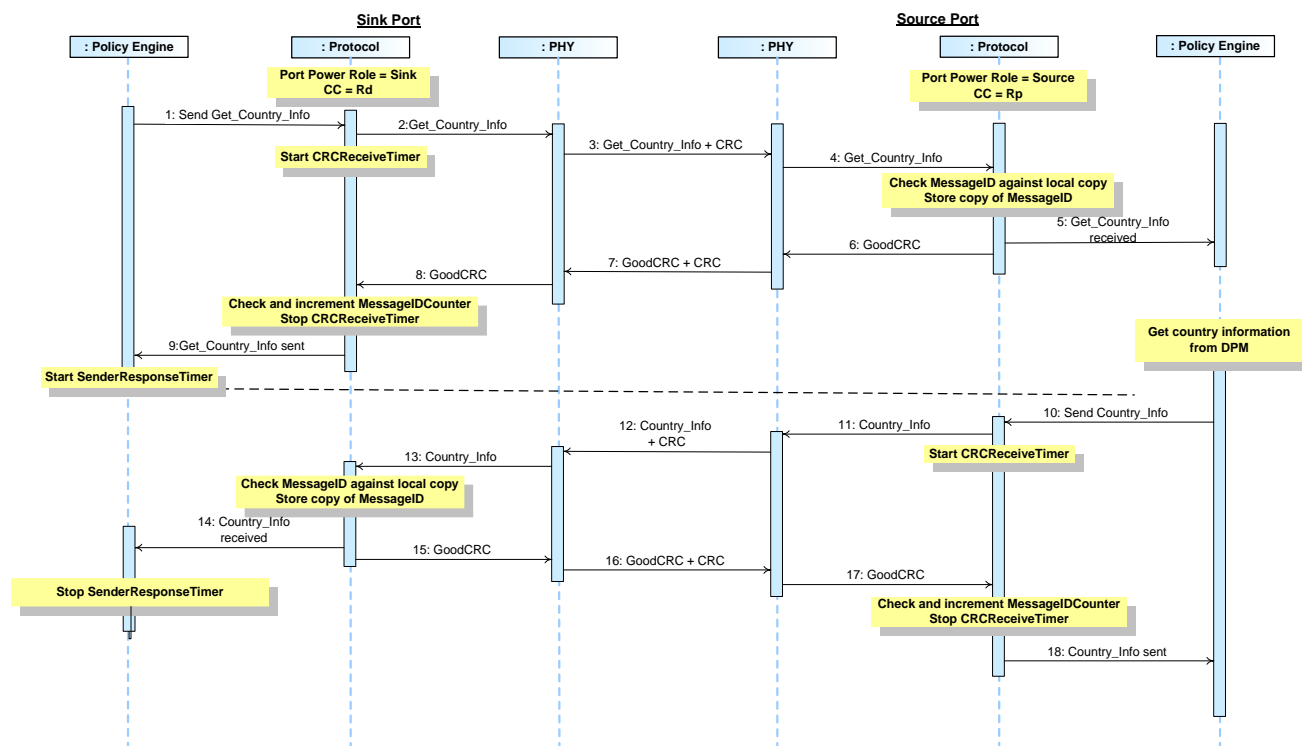 Sink Port
Source Port
: Policy Engine
: Protocol
: PHY
: PHY
: Protocol
: Policy Engine
Port Power Role = Sink
CC = Rd
Port Power Role = Source
CC = Rp
1: Send Get_Country_Info
2:Get_Country_Info
Start CRCReceiveTimer
3: Get_Country_Info + CRC
4: Get_Country_Info
Check MessageID against local copy
Store copy of MessageID
5: Get_Country_Info
received
6: GoodCRC
7: GoodCRC + CRC
8: GoodCRC
Check and increment MessageIDCounter
Stop CRCReceiveTimer
9:Get_Country_Info sent
Start SenderResponseTimer
Get country information
from DPM
10: Send Country_Info
11: Country_Info
Start CRCReceiveTimer
12: Country_Info
+ CRC
13: Country_Info
Check MessageID against local copy
Store copy of MessageID
14: Country_Info
received
15: GoodCRC
16: GoodCRC + CRC
17: GoodCRC
Stop SenderResponseTimer
Check and increment MessageIDCounter
Stop CRCReceiveTimer
18: Country_Info sent